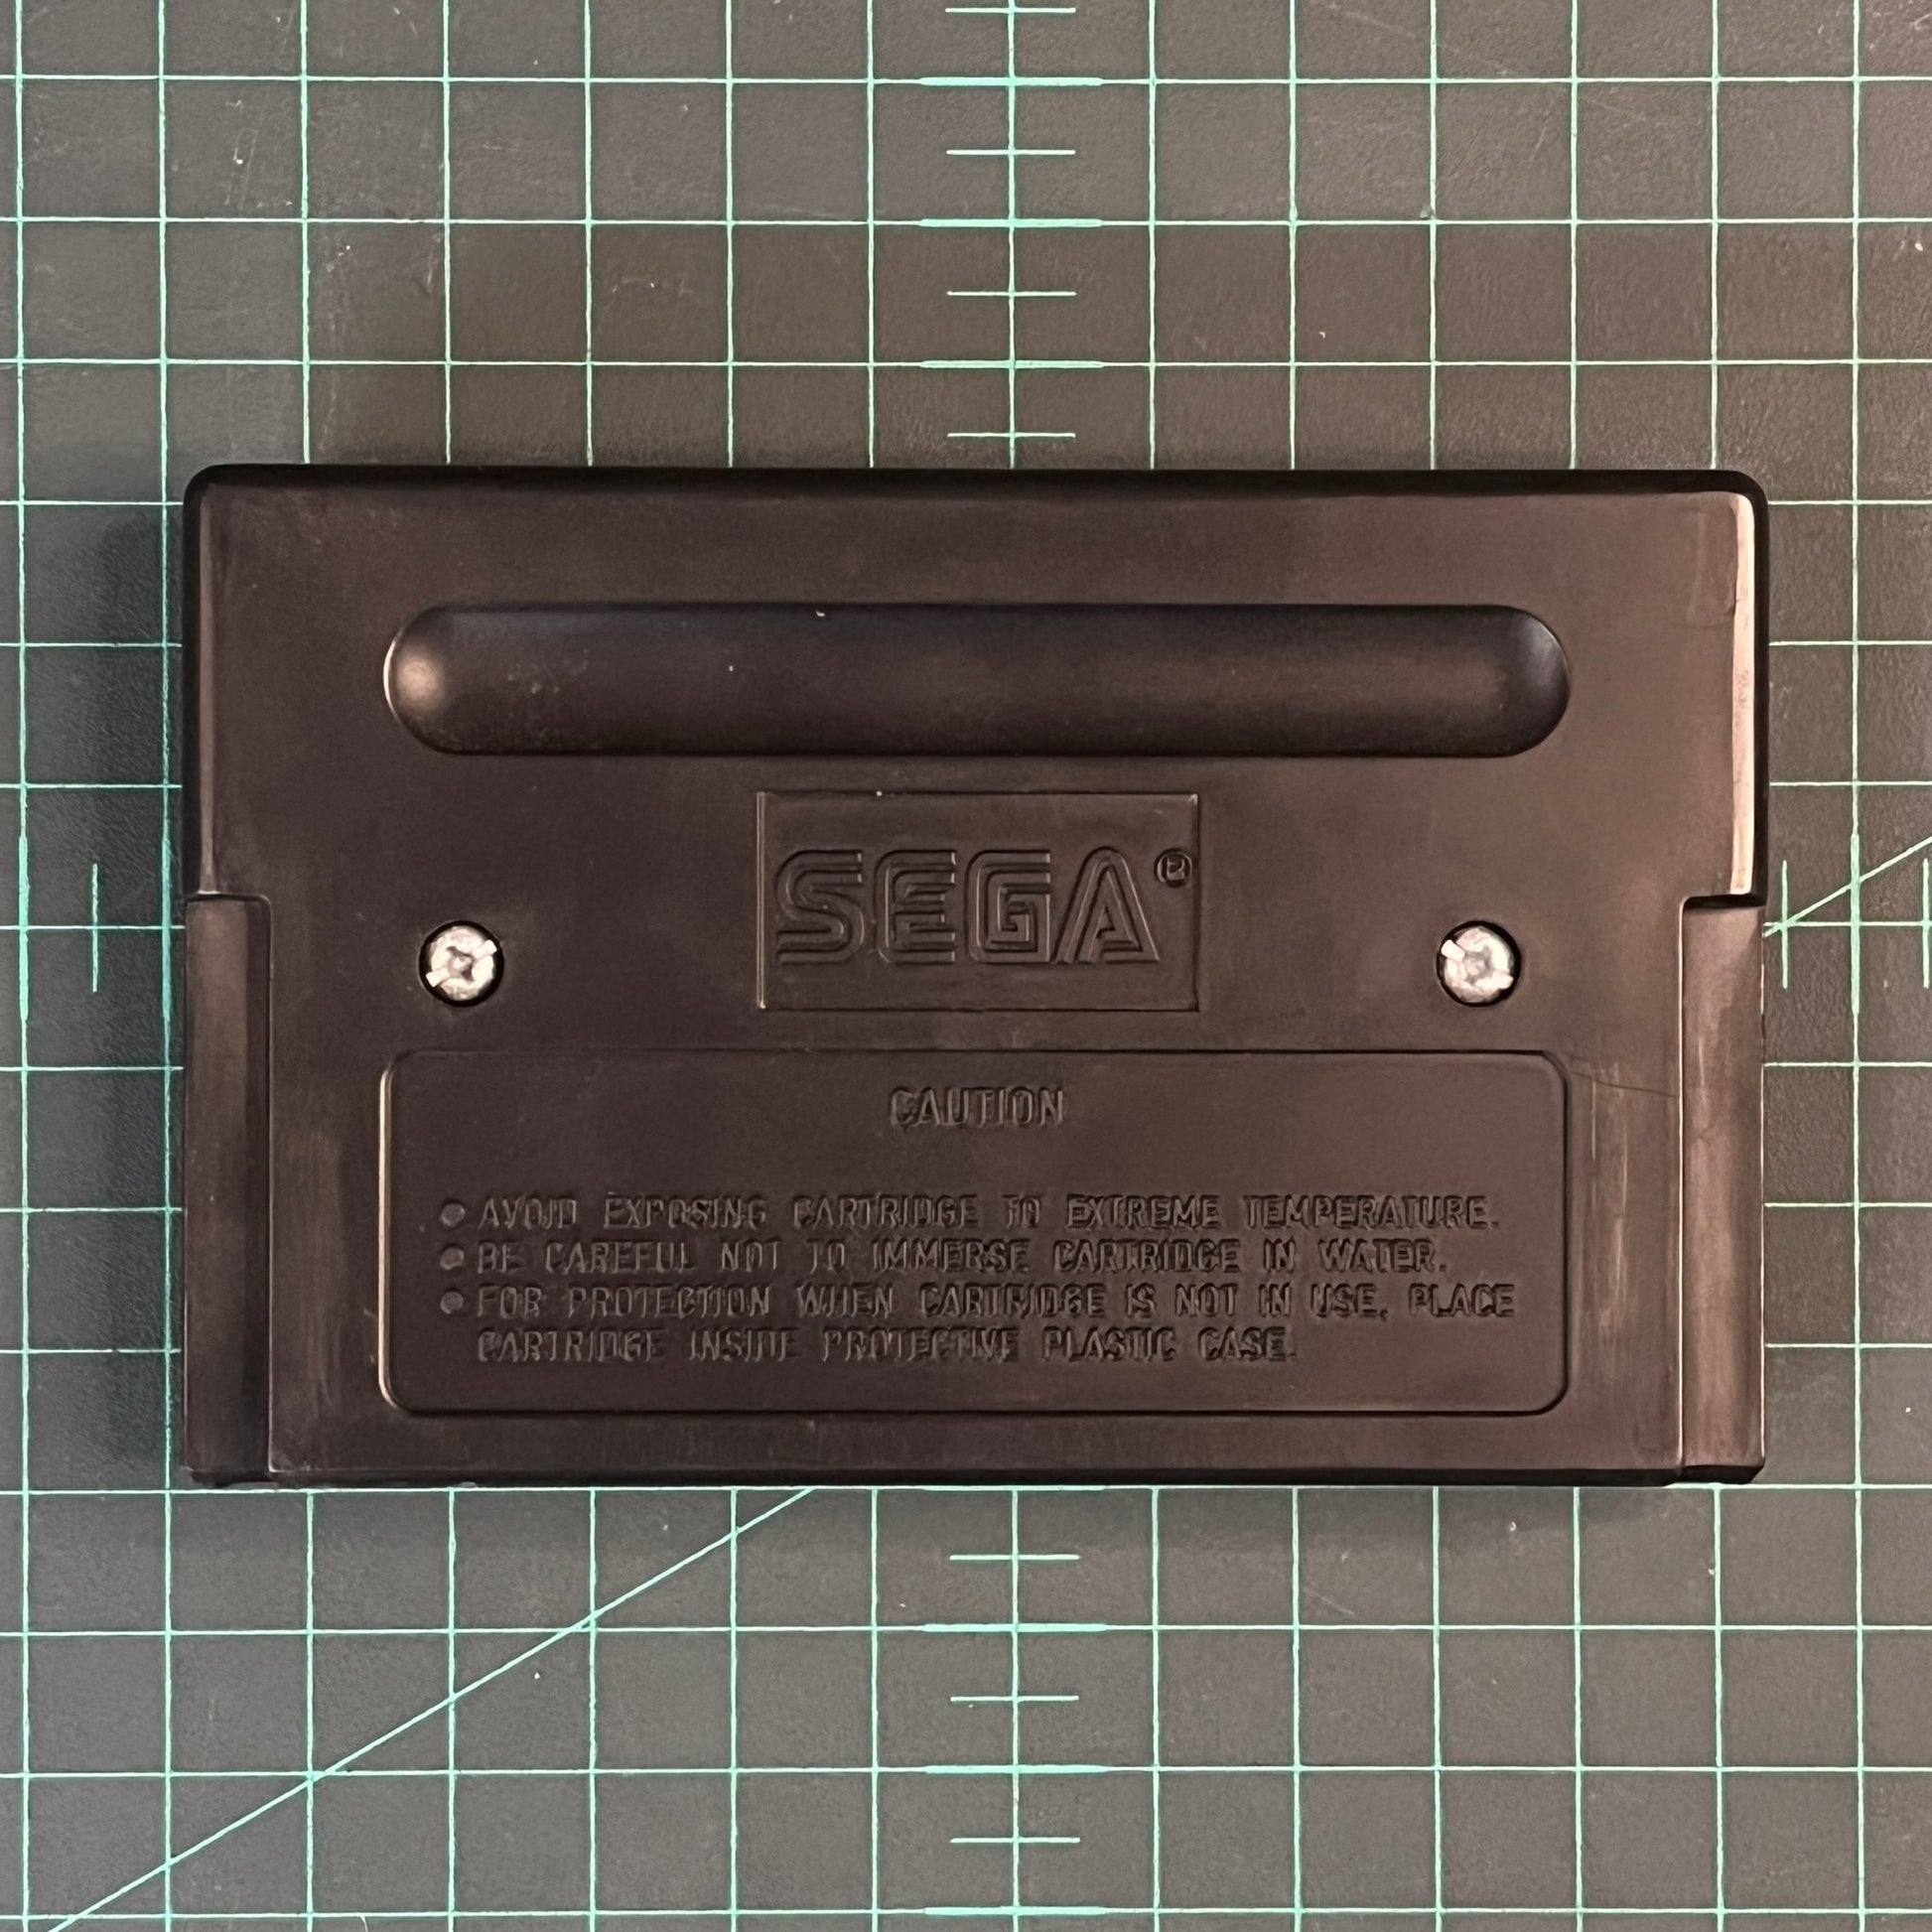 SEGA®
CAUTION
● AVOID EXPOSING CARTRIDGE TO EXTREME TEMPERATURE.
● BE CAREFUL NOT TO IMMERSE CARTRIDGE IN WATER.
● FOR PROTECTION WHEN CARTRIDGE IS NOT IN USE, PLACE
CARTRIDGE INSIDE PROTECTIVE PLASTIC CASE.